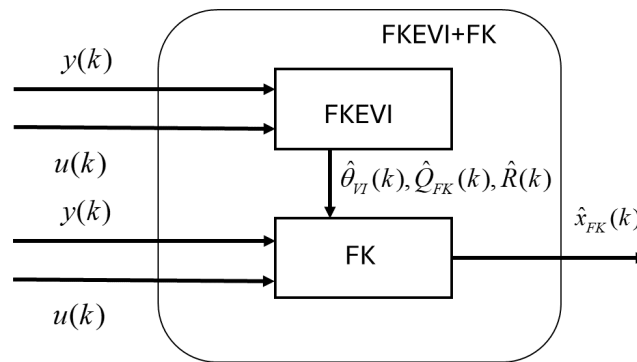 FKEVI+FK
y(k)
FKEVI
u(k)
θ̂_VI(k), Q̂_FK(k), R̂(k)
y(k)
x̂_FK(k)
FK
u(k)